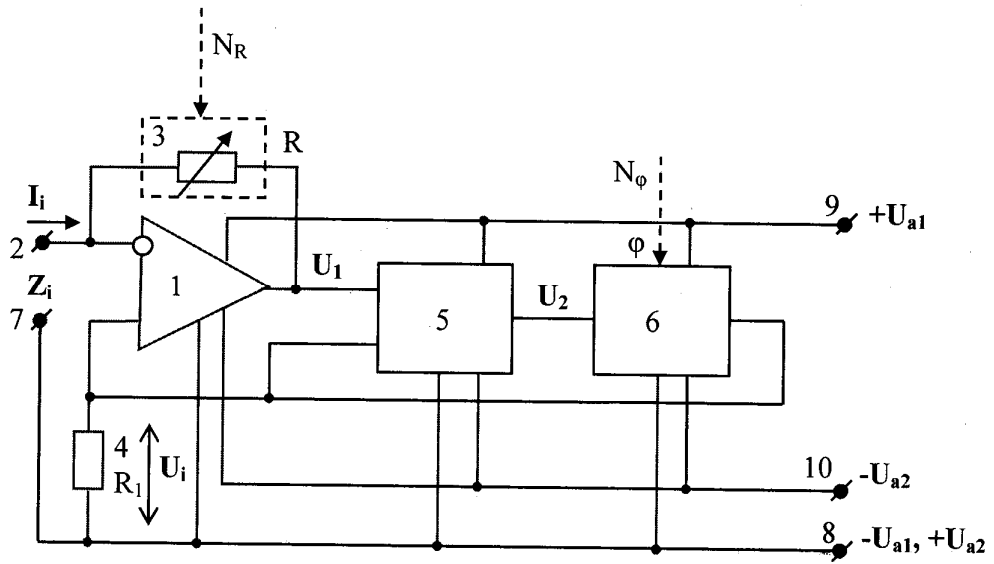 N_R
3
R
I_i
2
Z_i
7
1
U_1
5
U_2
N_φ
φ
6
9
+U_a1
4
R_1
U_i
10
-U_a2
8
-U_a1, +U_a2